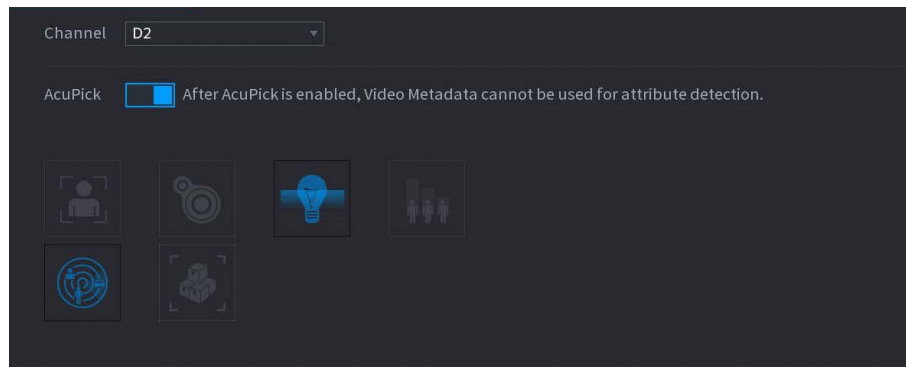 Channel D2
AcuPick After AcuPick is enabled, Video Metadata cannot be used for attribute detection.